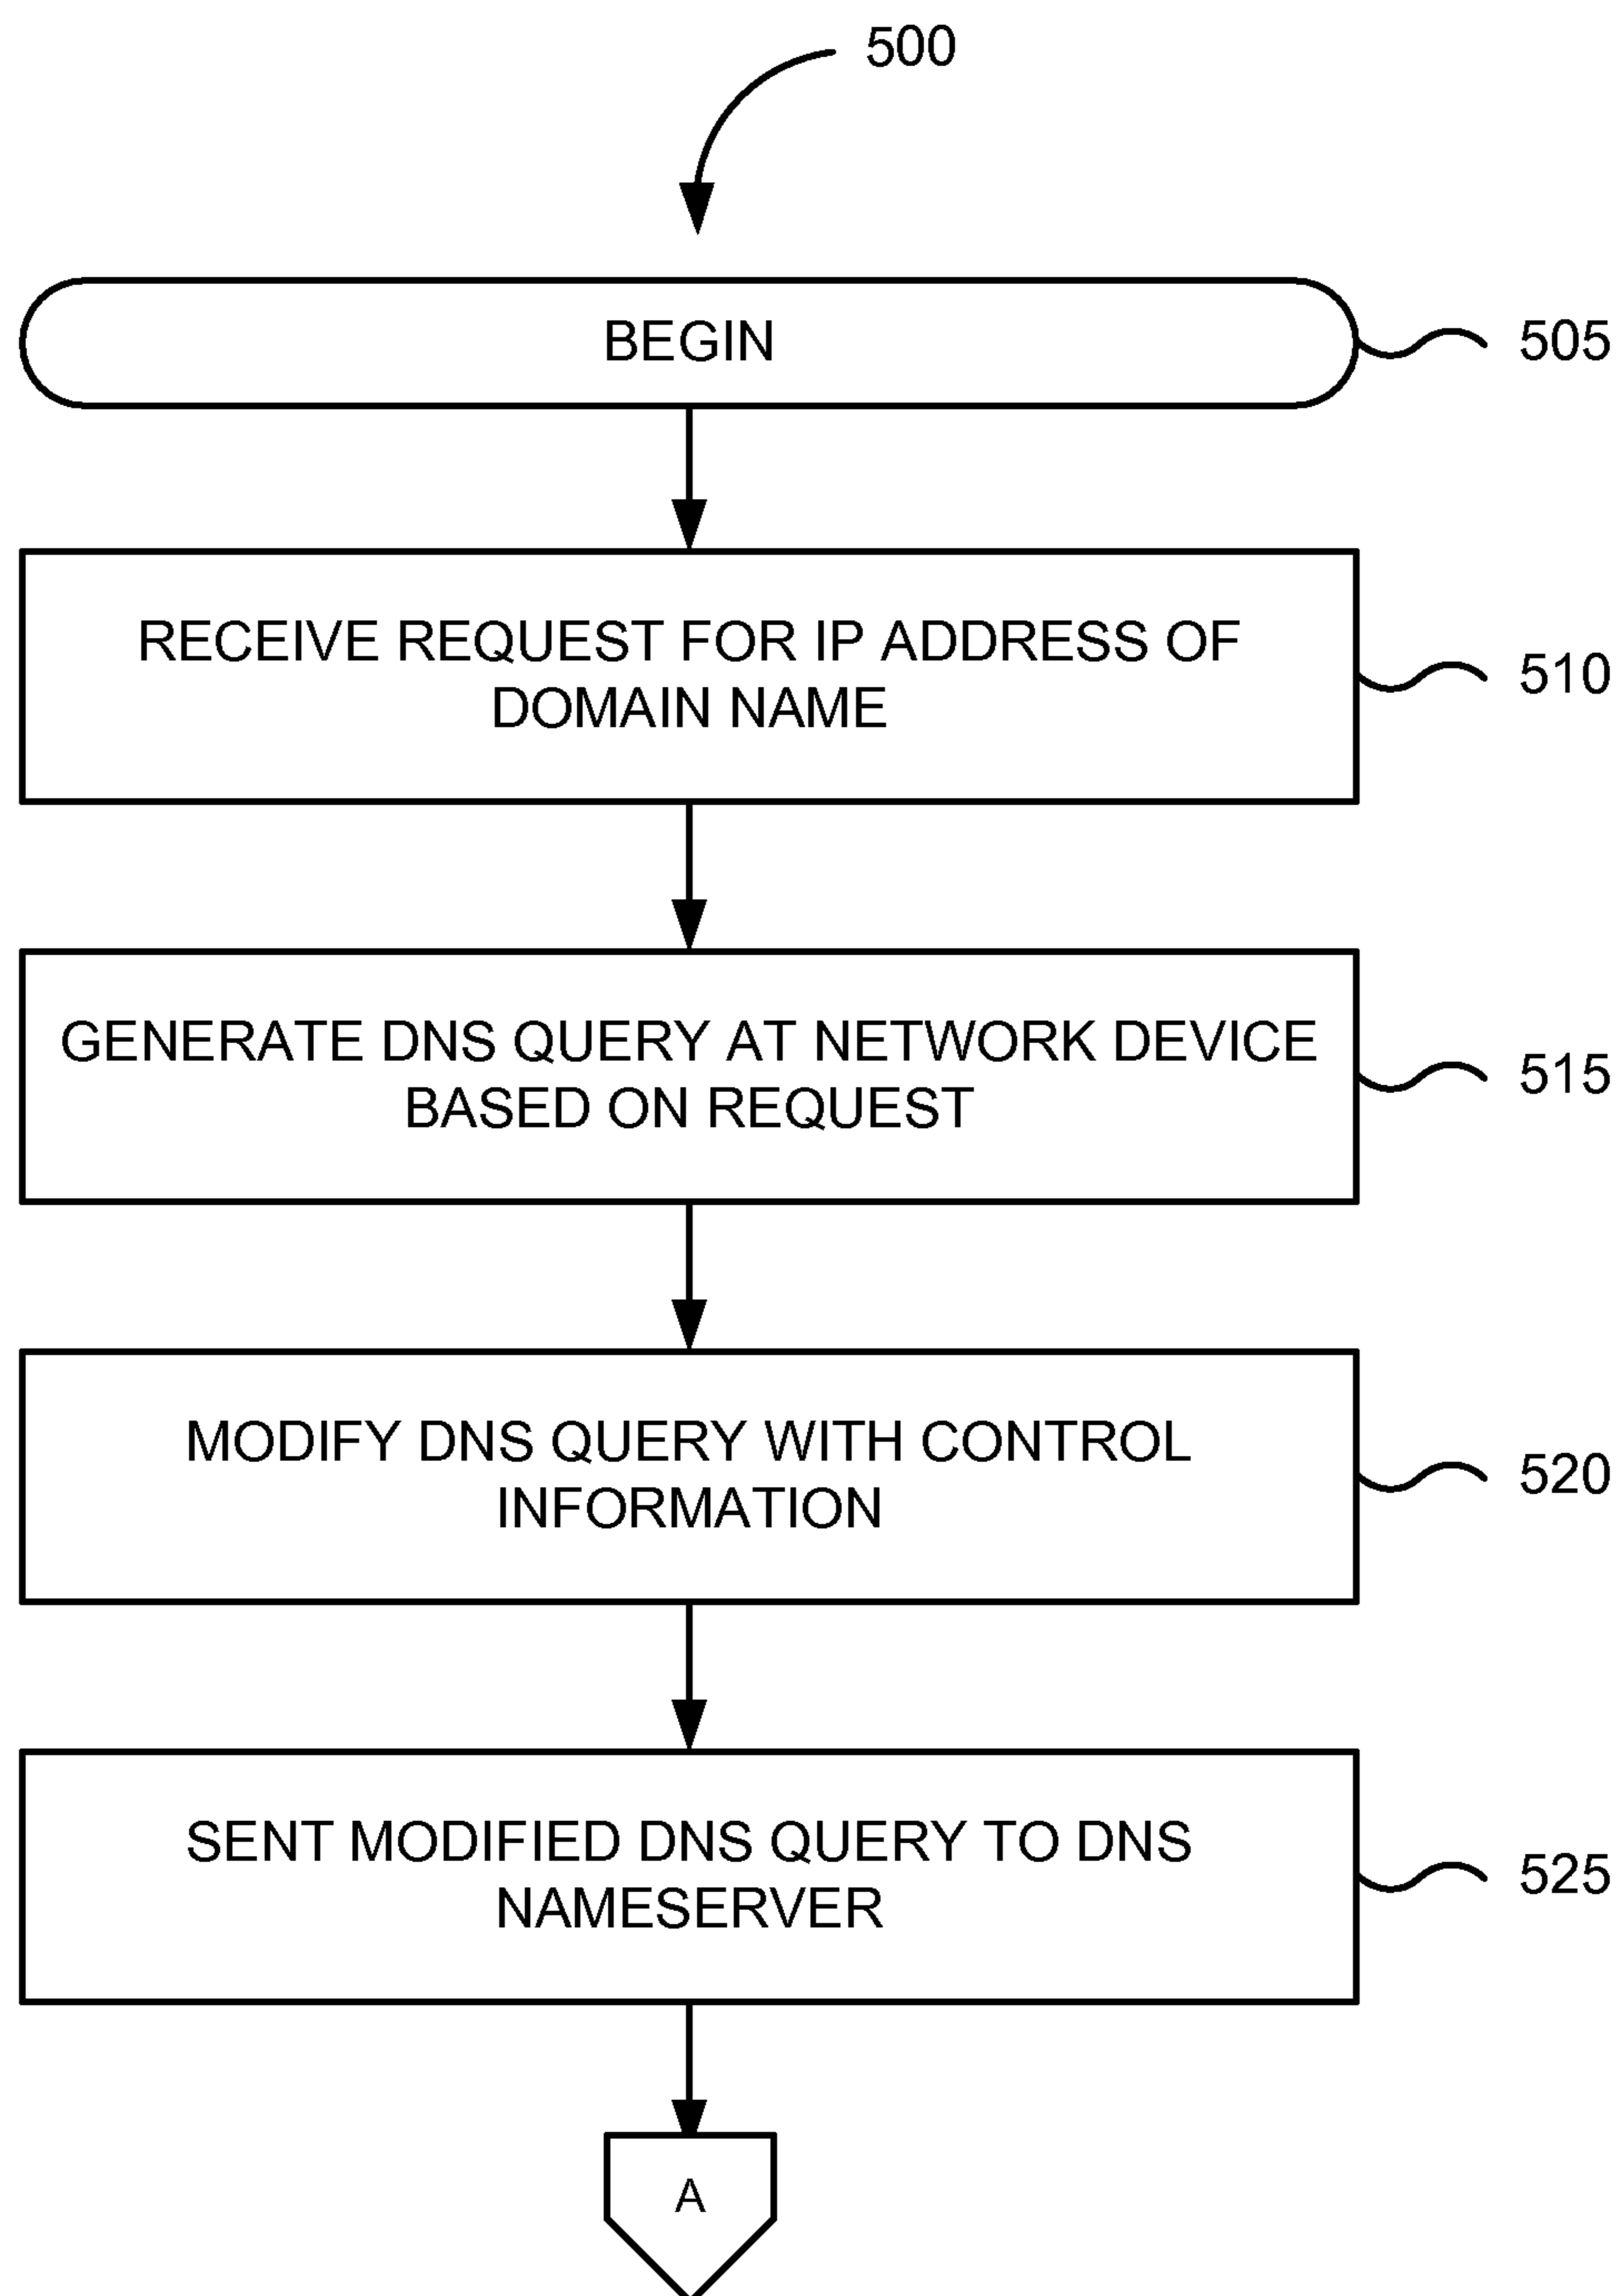 500
BEGIN
505
RECEIVE REQUEST FOR IP ADDRESS OF
DOMAIN NAME
510
GENERATE DNS QUERY AT NETWORK DEVICE
BASED ON REQUEST
515
MODIFY DNS QUERY WITH CONTROL
INFORMATION
520
SENT MODIFIED DNS QUERY TO DNS
NAMESERVER
525
A